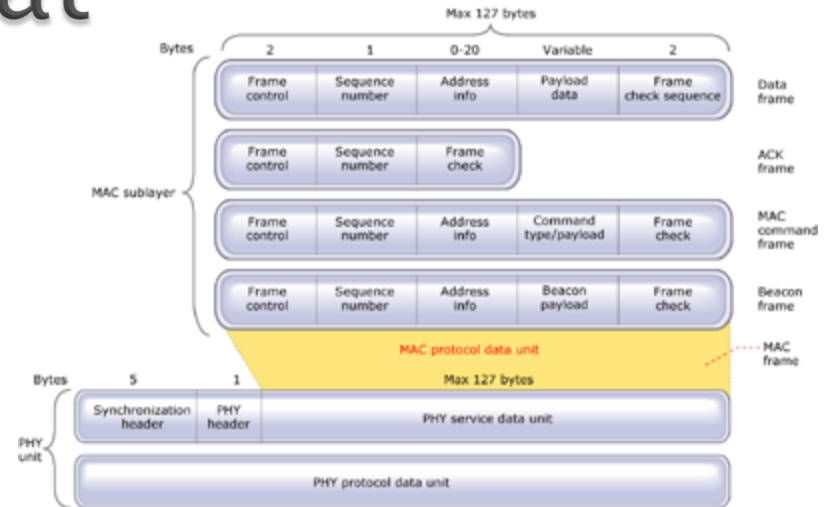 at
Max 127 bytes
Bytes 2 1 0-20 Variable 2
Frame control
Sequence number
Address info
Payload data
Frame check sequence
Data frame
Frame control
Sequence number
Frame check
ACK frame
MAC sublayer
Frame control
Sequence number
Address info
Command type/payload
Frame check
MAC command frame
Frame control
Sequence number
Address info
Beacon payload
Frame check
Beacon frame
MAC protocol data unit
MAC frame
Bytes 5 1 Max 127 bytes
Synchronization header
PHY header
PHY service data unit
PHY unit
PHY protocol data unit